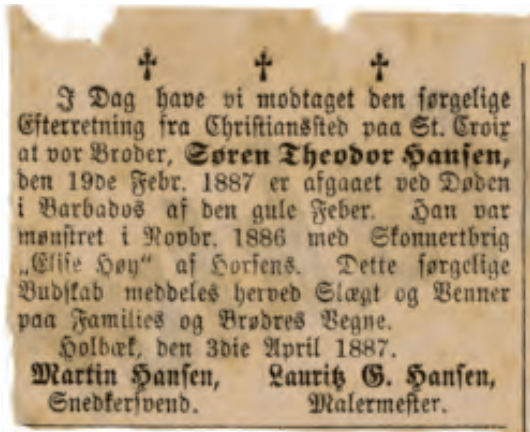 † † †
I Dag have vi modtaget den sørgelige
Efterretning fra Christianssted paa St. Croix
at vor Broder, Søren Theodor Hansen,
den 19de Febr. 1887 er afgaaet ved Døden
i Barbados af den gule Feber. Han var
mønstret i Novbr. 1886 med Skonnertbrig
„Elise Høy“ af Horsens. Dette sørgelige
Budskab meddeles herved Slægt og Venner
paa Families og Brødres Vegne.
Holbæk, den 3die April 1887.
Martin Hansen, Lauritz G. Hansen,
Snedkersvend. Malermester.